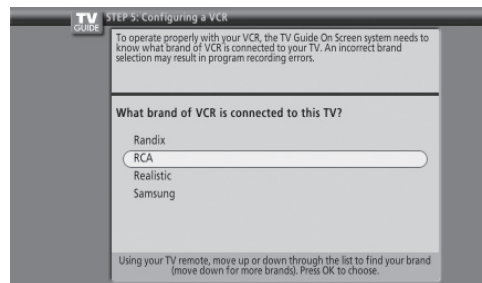 TV
GUIDE
STEP 5: Configuring a VCR
To operate properly with your VCR, the TV Guide On Screen system needs to
know what brand of VCR is connected to your TV. An incorrect brand
selection may result in program recording errors.
What brand of VCR is connected to this TV?
Randix
RCA
Realistic
Samsung
Using your TV remote, move up or down through the list to find your brand
(move down for more brands). Press OK to choose.